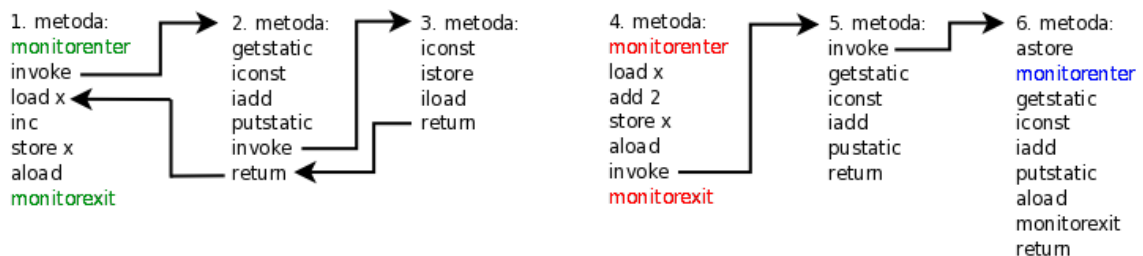 1. metoda:
monitorenter
invoke
load x
inc
store x
aload
monitorexit
2. metoda:
getstatic
iconst
iadd
putstatic
invoke
return
3. metoda:
iconst
istore
iload
return
4. metoda:
monitorenter
load x
add 2
store x
aload
invoke
monitorexit
5. metoda:
invoke
getstatic
iconst
iadd
pustatic
return
6. metoda:
astore
monitorenter
getstatic
iconst
iadd
putstatic
aload
monitorexit
return